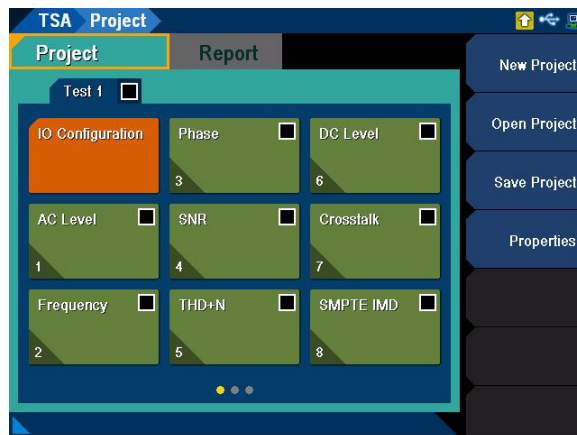 TSA Project
Project
Report
Test 1
IO Configuration
Phase
3
DC Level
6
AC Level
1
SNR
4
Crosstalk
7
Frequency
2
THD+N
5
SMPTE IMD
8
New Project
Open Project
Save Project
Properties